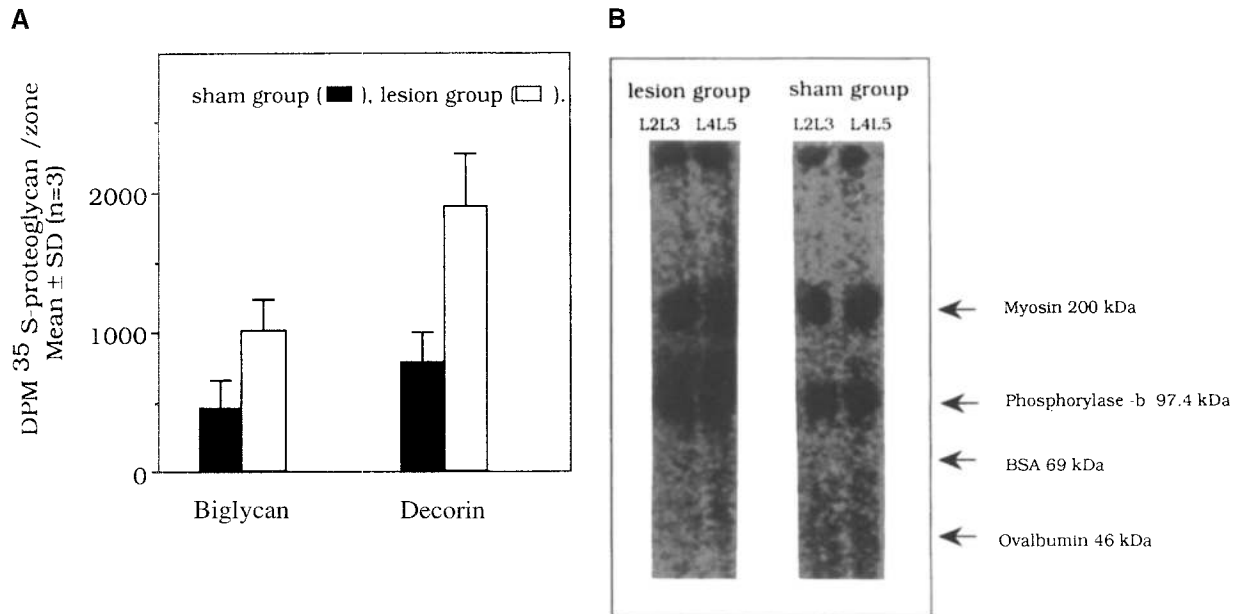 A
DPM 35 S-proteoglycan /zone
Mean ± SD (n=3)
sham group ( ), lesion group ( ).
2000
1000
0
Biglycan
Decorin
B
lesion group
sham group
L2L3 L4L5
L2L3 L4L5
Myosin 200 kDa
Phosphorylase -b 97.4 kDa
BSA 69 kDa
Ovalbumin 46 kDa